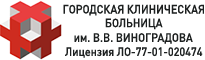 ГОРОДСКАЯ КЛИНИЧЕСКАЯ
БОЛЬНИЦА
им. В.В. ВИНОГРАДОВА
Лицензия ЛО-77-01-020474